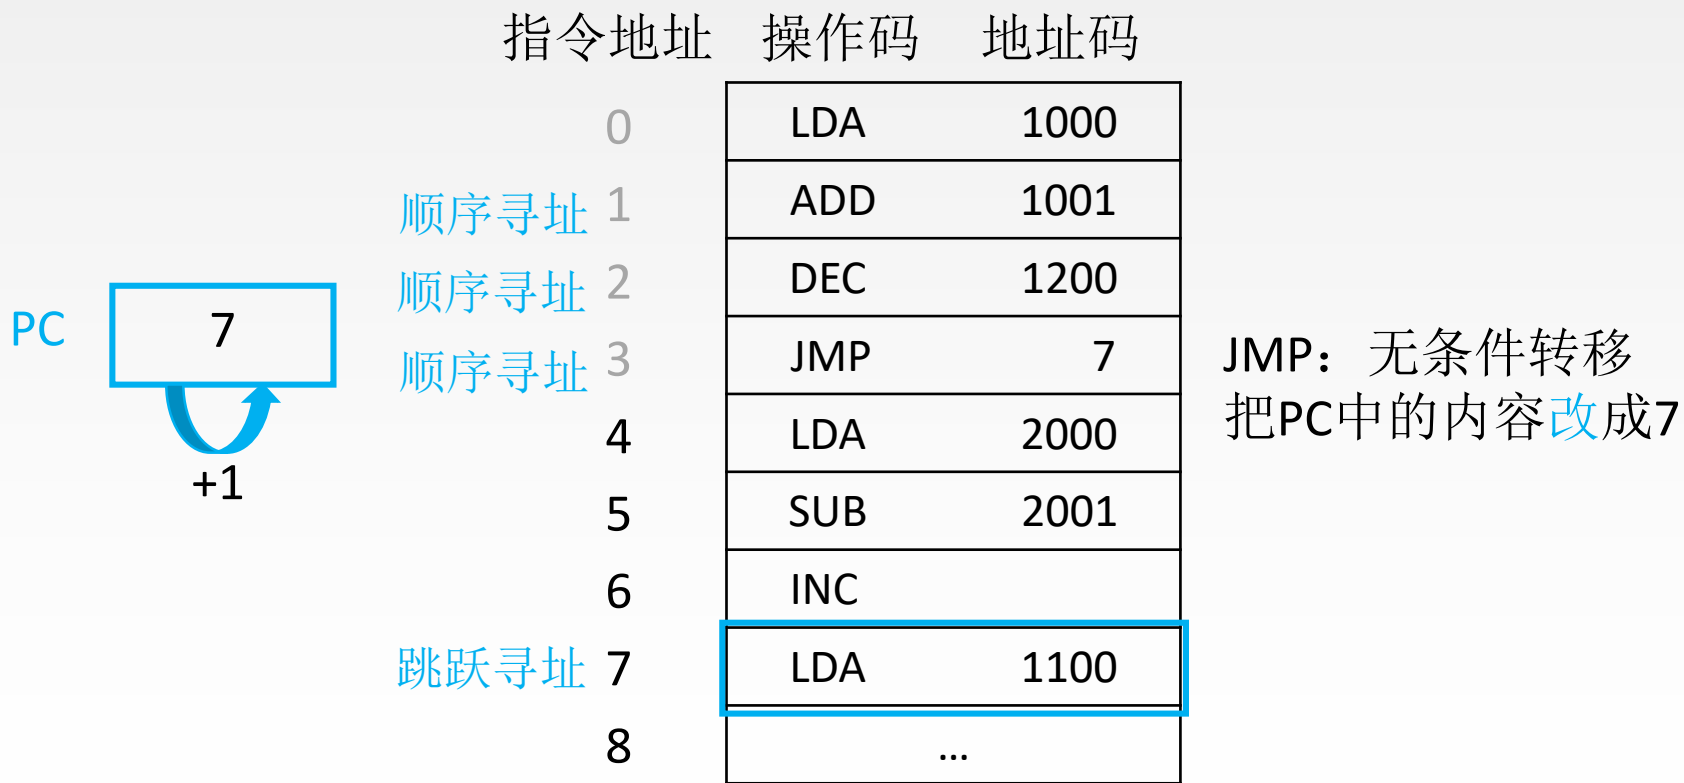 指令地址 操作码 地址码
0 LDA 1000
顺序寻址 1 ADD 1001
顺序寻址 2 DEC 1200
PC 7
顺序寻址 3 JMP 7
JMP：无条件转移
把PC中的内容改成7
4 LDA 2000
+1
5 SUB 2001
6 INC
跳跃寻址 7 LDA 1100
8 ...